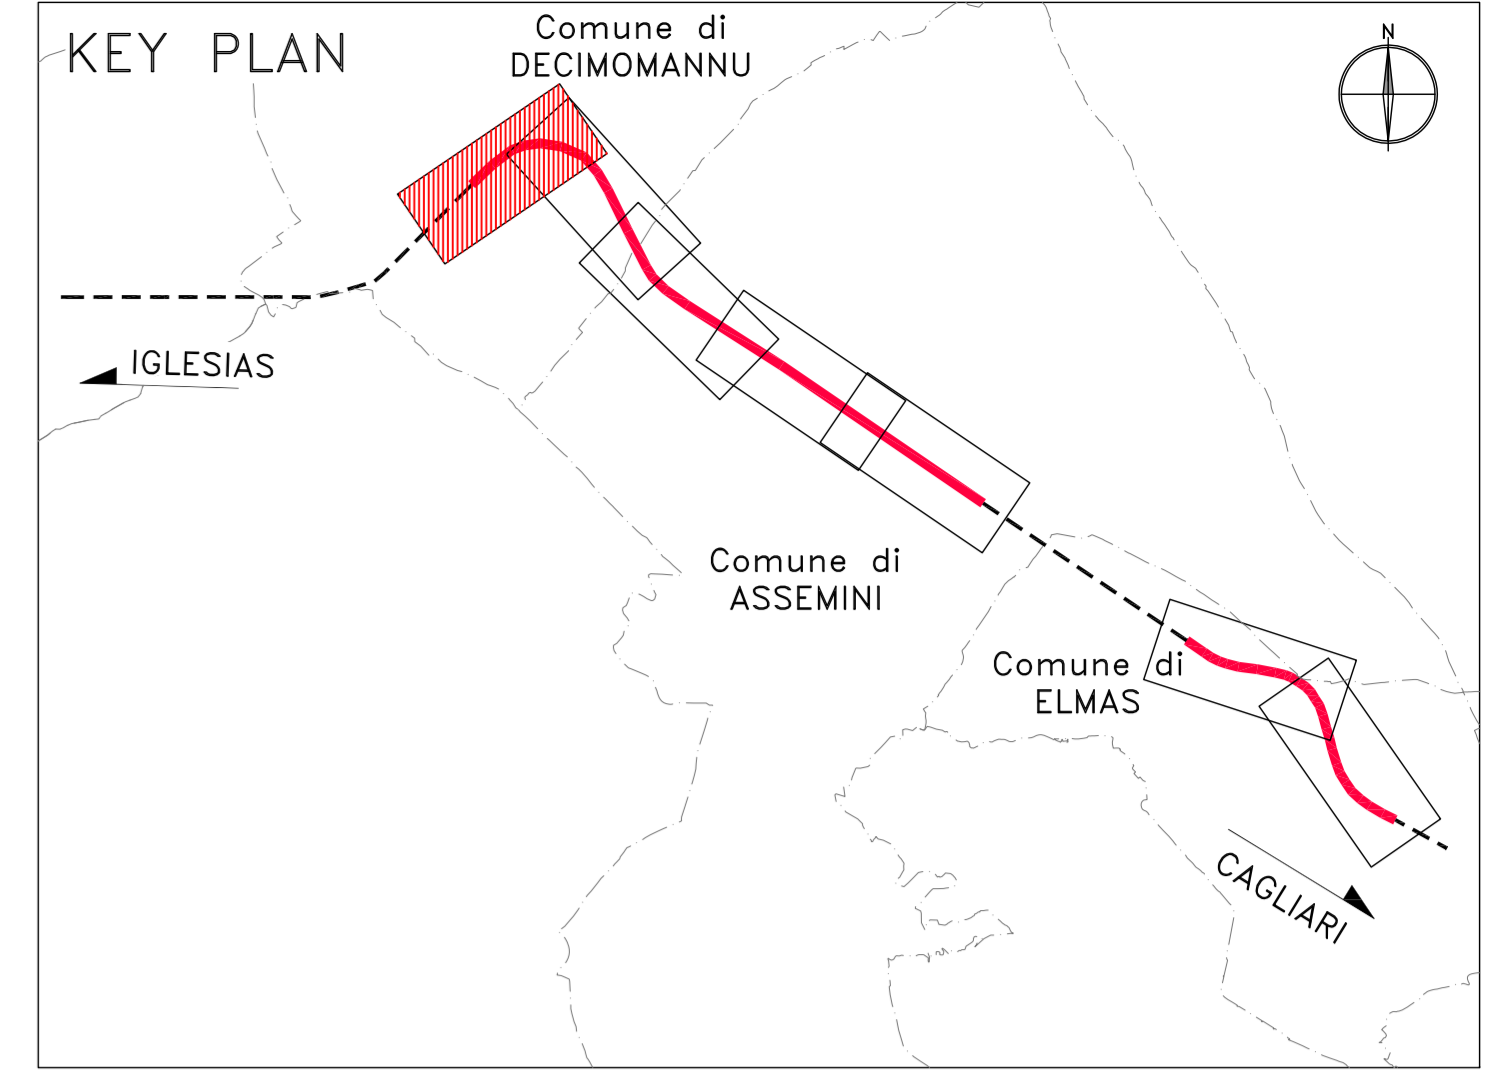 KEY PLAN
Comune di
DECIMOMANNU
N
IGLESIAS
Comune di
ASSEMINI
Comune di
ELMAS
CAGLIARI